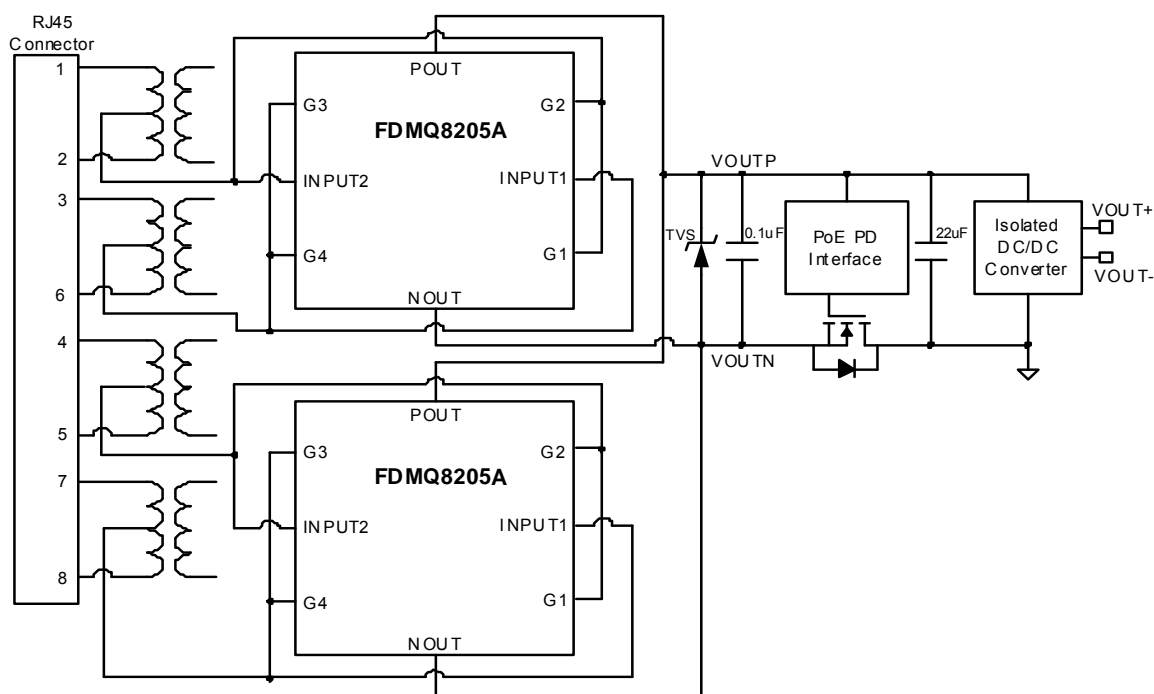 RJ45
Connector
1
2
3
6
4
5
7
8
POUT
G3
G2
FDMQ8205A
INPUT2
INPUT1
G4
G1
NOUT
POUT
G3
G2
FDMQ8205A
INPUT2
INPUT1
G4
G1
NOUT
VOUTP
TVS
0.1uF
PoE PD
Interface
22uF
Isolated
DC/DC
Converter
VOUT+
VOUT-
VOUTN